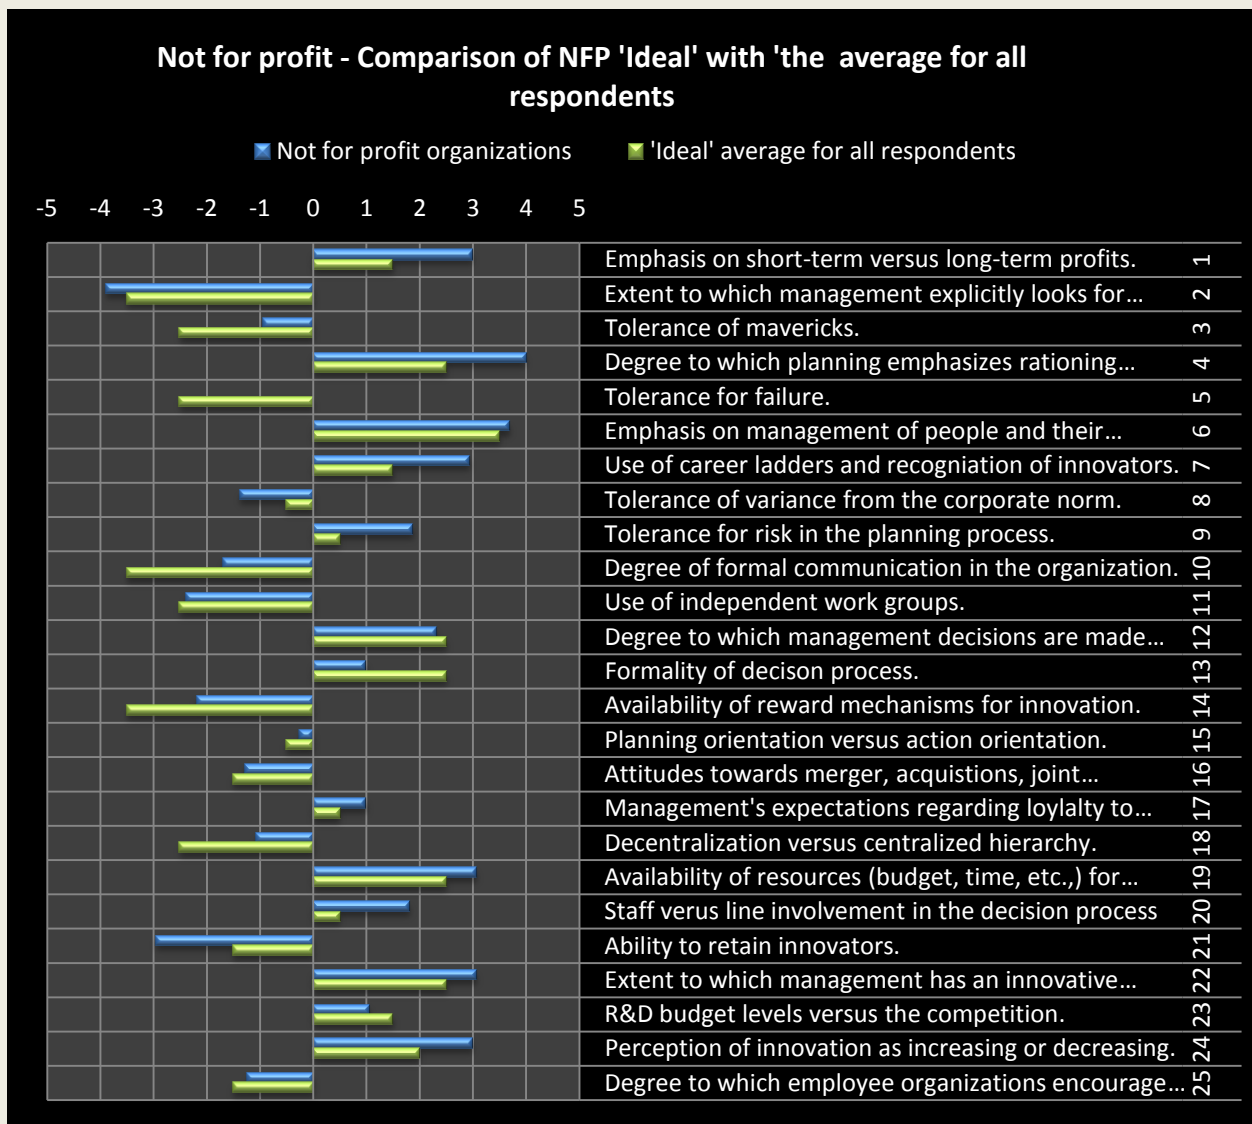 Not for profit - Comparison of NFP 'Ideal' with 'the  average for all
respondents
Not for profit organizations
'Ideal' average for all respondents
-5 -4 -3 -2 -1 0 1 2 3 4 5
Emphasis on short-term versus long-term profits. 1
Extent to which management explicitly looks for… 2
Tolerance of mavericks. 3
Degree to which planning emphasizes rationing… 4
Tolerance for failure. 5
Emphasis on management of people and their… 6
Use of career ladders and recogniation of innovators. 7
Tolerance of variance from the corporate norm. 8
Tolerance for risk in the planning process. 9
Degree of formal communication in the organization. 10
Use of independent work groups. 11
Degree to which management decisions are made… 12
Formality of decison process. 13
Availability of reward mechanisms for innovation. 14
Planning orientation versus action orientation. 15
Attitudes towards merger, acquistions, joint… 16
Management's expectations regarding loylalty to… 17
Decentralization versus centralized hierarchy. 18
Availability of resources (budget, time, etc.,) for… 19
Staff verus line involvement in the decision process 20
Ability to retain innovators. 21
Extent to which management has an innovative… 22
R&D budget levels versus the competition. 23
Perception of innovation as increasing or decreasing. 24
Degree to which employee organizations encourage… 25